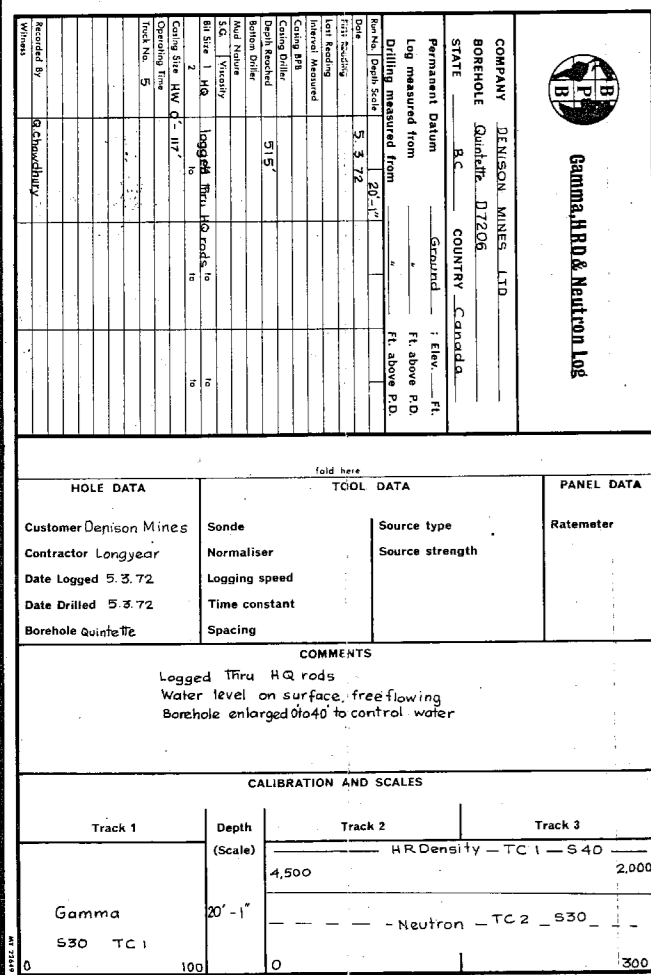 BPB
Gamma, HRD & Neutron Log
COMPANY DENISON MINES LTD
BOREHOLE Quintette D7206
STATE B.C COUNTRY Canada
Permanent Datum Ground ; Elev. Ft.
Log measured from " Ft. above P.D.
Drilling measured from " Ft. above P.D.
Run No. Depth Scale 20'-1"
Date 5. 3. 72
First Reading
Last Reading
Interval Measured
Casing BPB
Casing Driller
Depth Reached 515'
Bottom Driller
Mud Nature
S.G. Viscosity
Bit Size 1 HQ logged Thru HQ rods to to
2 to to to
Casing Size HW 0'- 117'
Operating Time
Truck No. 5
Recorded By Q. Chowdhury
Witness
fold here
HOLE DATA TOOL DATA PANEL DATA
Customer Denison Mines Sonde Source type Ratemeter
Contractor Longyear Normaliser Source strength
Date Logged 5.3.72 Logging speed
Date Drilled 5.3.72 Time constant
Borehole Quintette Spacing
COMMENTS
Logged Thru HQ rods
Water level on surface, free flowing
Borehole enlarged 0'to40' to control water
CALIBRATION AND SCALES
Track 1 Depth Track 2 Track 3
(Scale) HRDensity - TC 1 - S40
4,500 2,000
Gamma 20'-1" - Neutron - TC 2 - S30
S30 TC 1
0 100 0 300